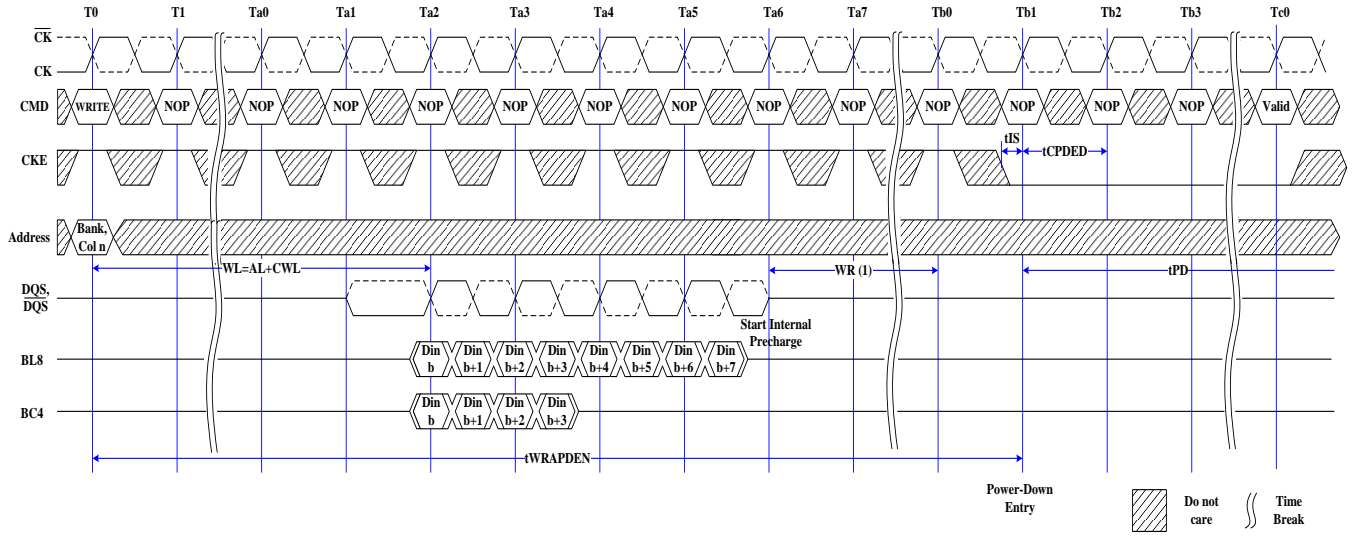 T0 T1 Ta0 Ta1 Ta2 Ta3 Ta4 Ta5 Ta6 Ta7 Tb0 Tb1 Tb2 Tb3 Tc0
CK
CK
CMD WRITE NOP NOP NOP NOP NOP NOP NOP NOP NOP NOP NOP NOP NOP Valid
tIS
CKE tCPDED
Address Bank,
Col n
WL=AL+CWL WR (1) tPD
DQS,
DQS
Start Internal
Precharge
BL8 Din Din Din Din Din Din Din Din
b b+1 b+2 b+3 b+4 b+5 b+6 b+7
BC4 Din Din Din Din
b b+1 b+2 b+3
tWRAPDEN
Power-Down
Entry
Do not
care
Time
Break